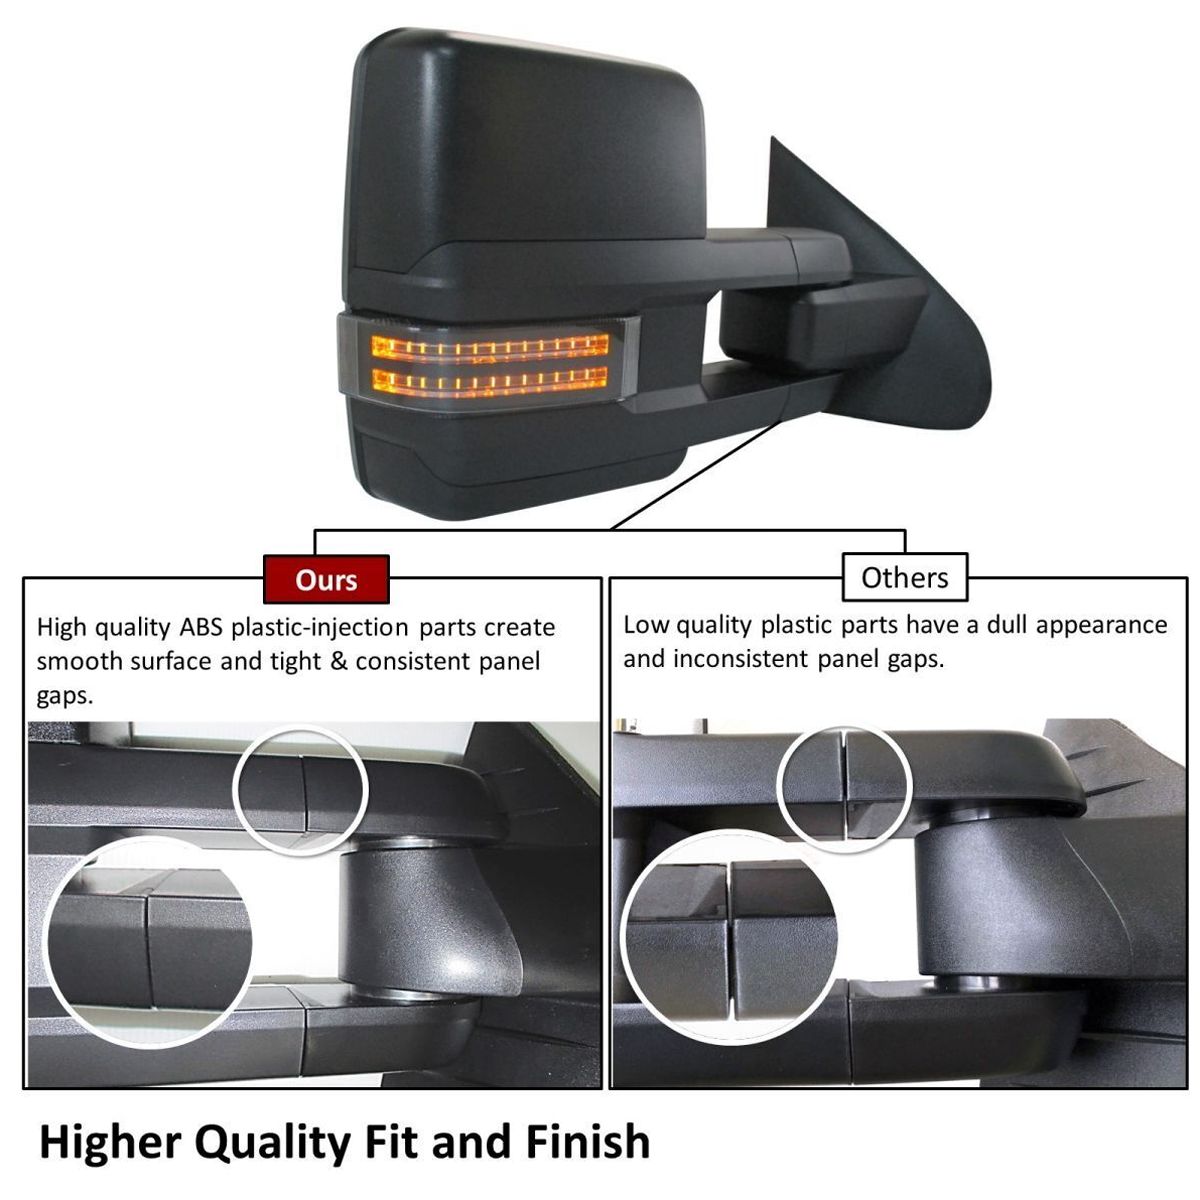 Ours
High quality ABS plastic-injection parts create
smooth surface and tight & consistent panel
gaps.
Others
Low quality plastic parts have a dull appearance
and inconsistent panel gaps.
Higher Quality Fit and Finish